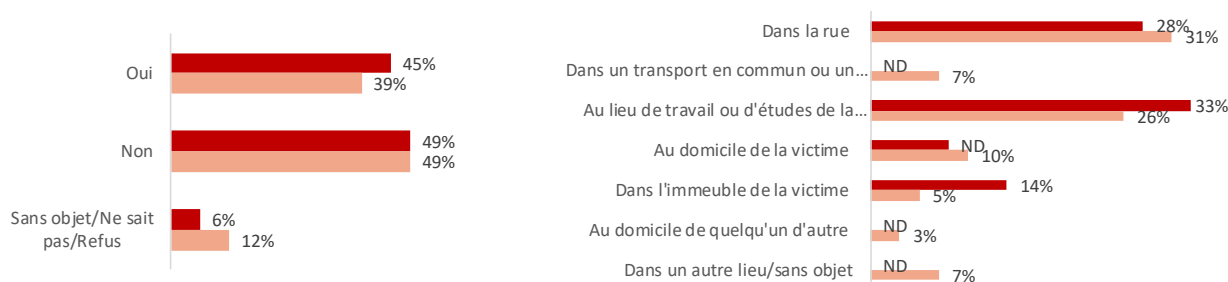 Oui
45%
39%
Non
49%
49%
Sans objet/Ne sait
pas/Refus
6%
12%
Dans la rue
28%
31%
Dans un transport en commun ou un…
ND
7%
Au lieu de travail ou d'études de la…
33%
26%
Au domicile de la victime
ND
10%
Dans l'immeuble de la victime
14%
5%
Au domicile de quelqu'un d'autre
ND
3%
Dans un autre lieu/sans objet
ND
7%